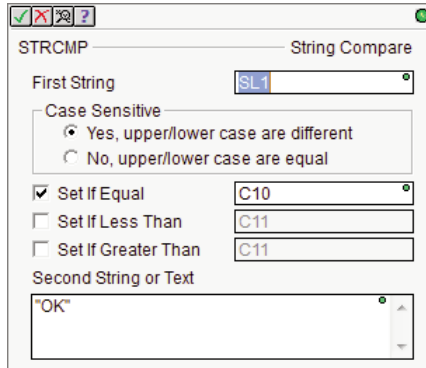 ?
STRCMP String Compare
First String SL1
Case Sensitive
Yes, upper/lower case are different
No, upper/lower case are equal
Set If Equal C10
Set If Less Than C11
Set If Greater Than C11
Second String or Text
"OK"